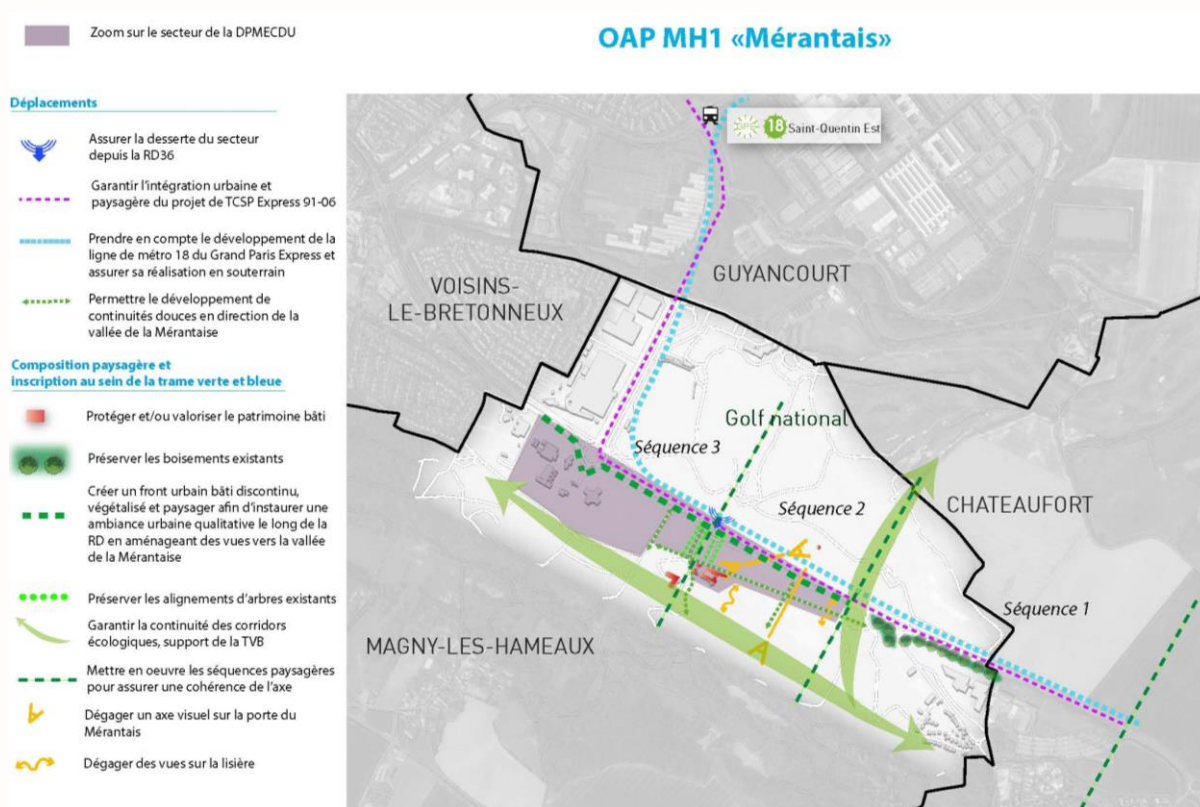 Zoom sur le secteur de la DPMECDU
OAP MH1 «Mérantais»
Déplacements
Assurer la desserte du secteur
depuis la RD36
Garantir l'intégration urbaine et
paysagère du projet de TCSP Express 91-06
Prendre en compte le développement de la
ligne de métro 18 du Grand Paris Express et
assurer sa réalisation en souterrain
Permettre le développement de
continuités douces en direction de la
vallée de la Mérantaise
Composition paysagère et
inscription au sein de la trame verte et bleue
Protéger et/ou valoriser le patrimoine bâti
Préserver les boisements existants
Créer un front urbain bâti discontinu,
végétalisé et paysager afin d'instaurer une
ambiance urbaine qualitative le long de la
RD en aménageant des vues vers la vallée
de la Mérantaise
Préserver les alignements d'arbres existants
Garantir la continuité des corridors
écologiques, support de la TVB
Mettre en oeuvre les séquences paysagères
pour assurer une cohérence de l'axe
Dégager un axe visuel sur la porte du
Mérantais
Dégager des vues sur la lisière
18 Saint-Quentin Est
GUYANCOURT
VOISINS-
LE-BRETONNEUX
Golf national
Séquence 3
Séquence 2
CHATEAUFORT
Séquence 1
MAGNY-LES-HAMEAUX